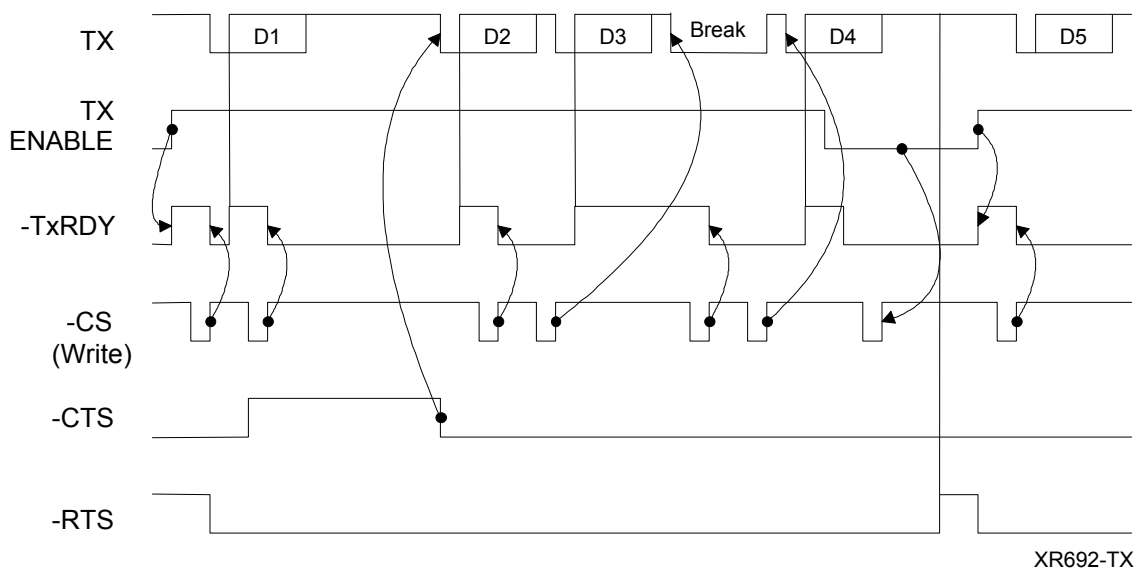 TX
D1
D2
D3
Break
D4
D5
TX
ENABLE
-TxRDY
-CS
(Write)
-CTS
-RTS
XR692-TX